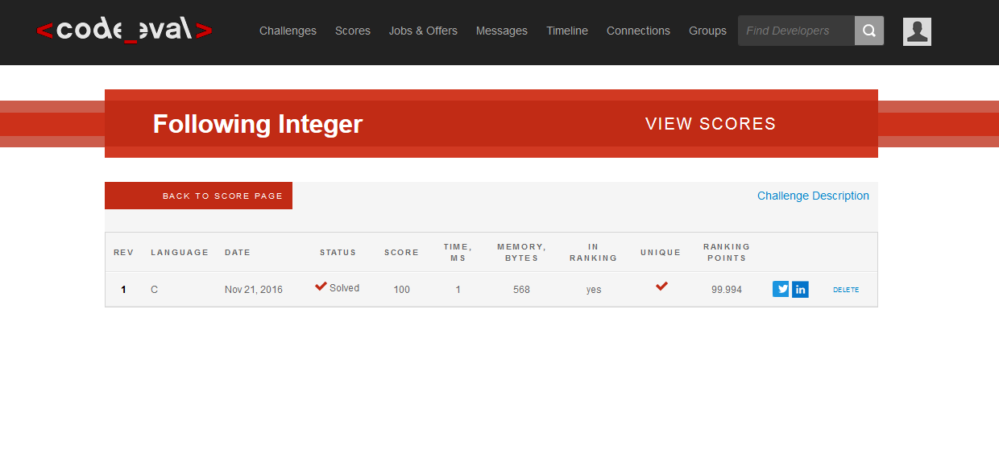 <code_eval>
Challenges Scores Jobs & Offers Messages Timeline Connections Groups Find Developers
Following Integer VIEW SCORES
BACK TO SCORE PAGE Challenge Description
REV LANGUAGE DATE STATUS SCORE TIME, MS MEMORY, BYTES IN RANKING UNIQUE RANKING POINTS
1 C Nov 21, 2016 Solved 100 1 568 yes 99.994 in DELETE